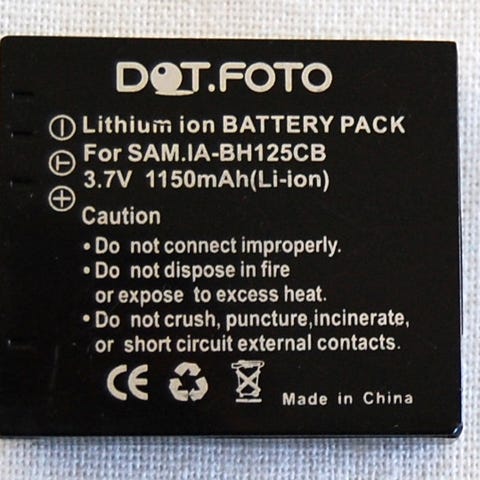 DOT.FOTO
Lithium ion BATTERY PACK
For SAM.IA-BH125CB
3.7V 1150mAh(Li-ion)
Caution
• Do not connect improperly.
• Do not dispose in fire
or expose to excess heat.
• Do not crush, puncture,incinerate,
or short circuit external contacts.
CE
Made in China